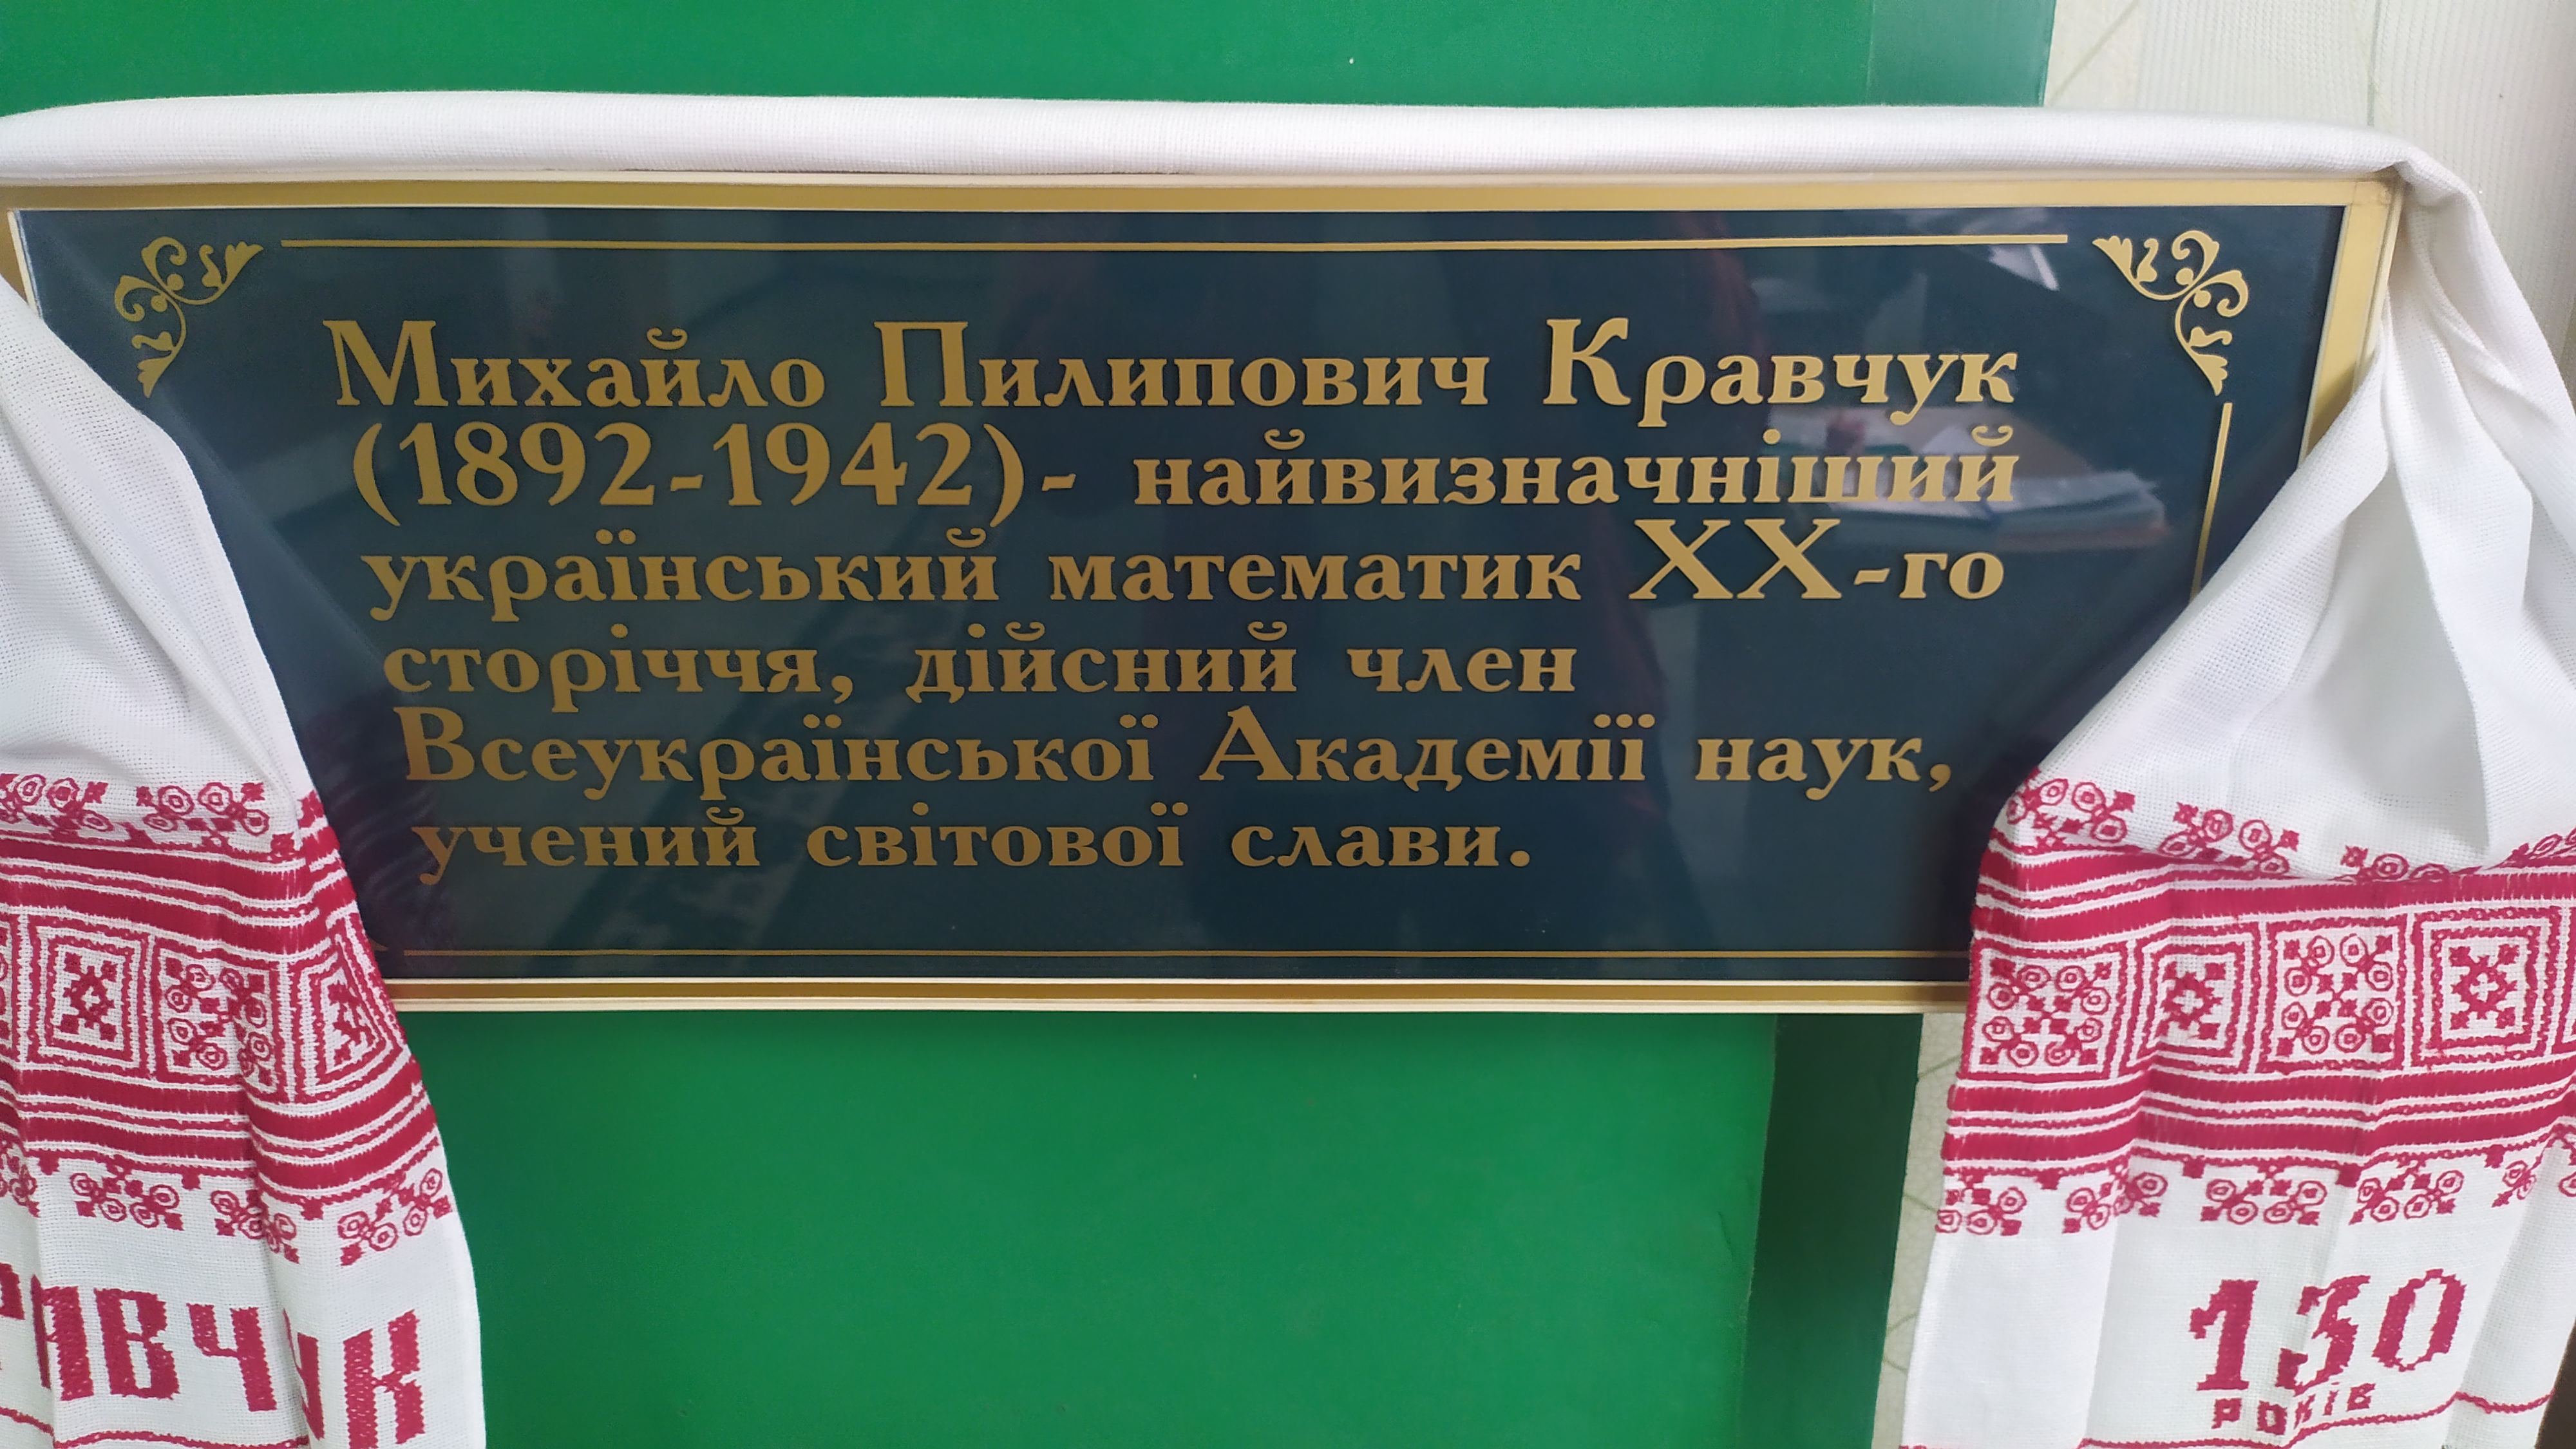 Михайло Пилипович Кравчук
(1892-1942)- найвизначніший
український математик ХХ-го
сторіччя, дійсний член
Всеукраїнської Академії наук,
учений світової слави.
130
РОКІВ